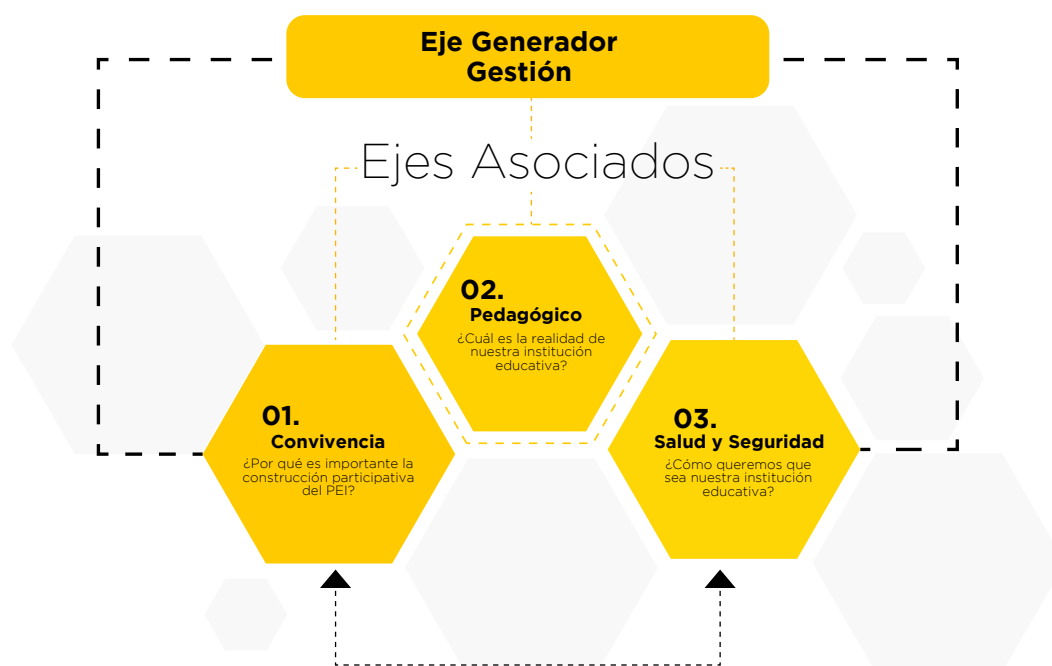 Eje Generador
Gestión
Ejes Asociados
01.
Convivencia
¿Por qué es importante la
construcción participativa
del PEI?
02.
Pedagógico
¿Cuál es la realidad de
nuestra institución
educativa?
03.
Salud y Seguridad
¿Cómo queremos que
sea nuestra institución
educativa?